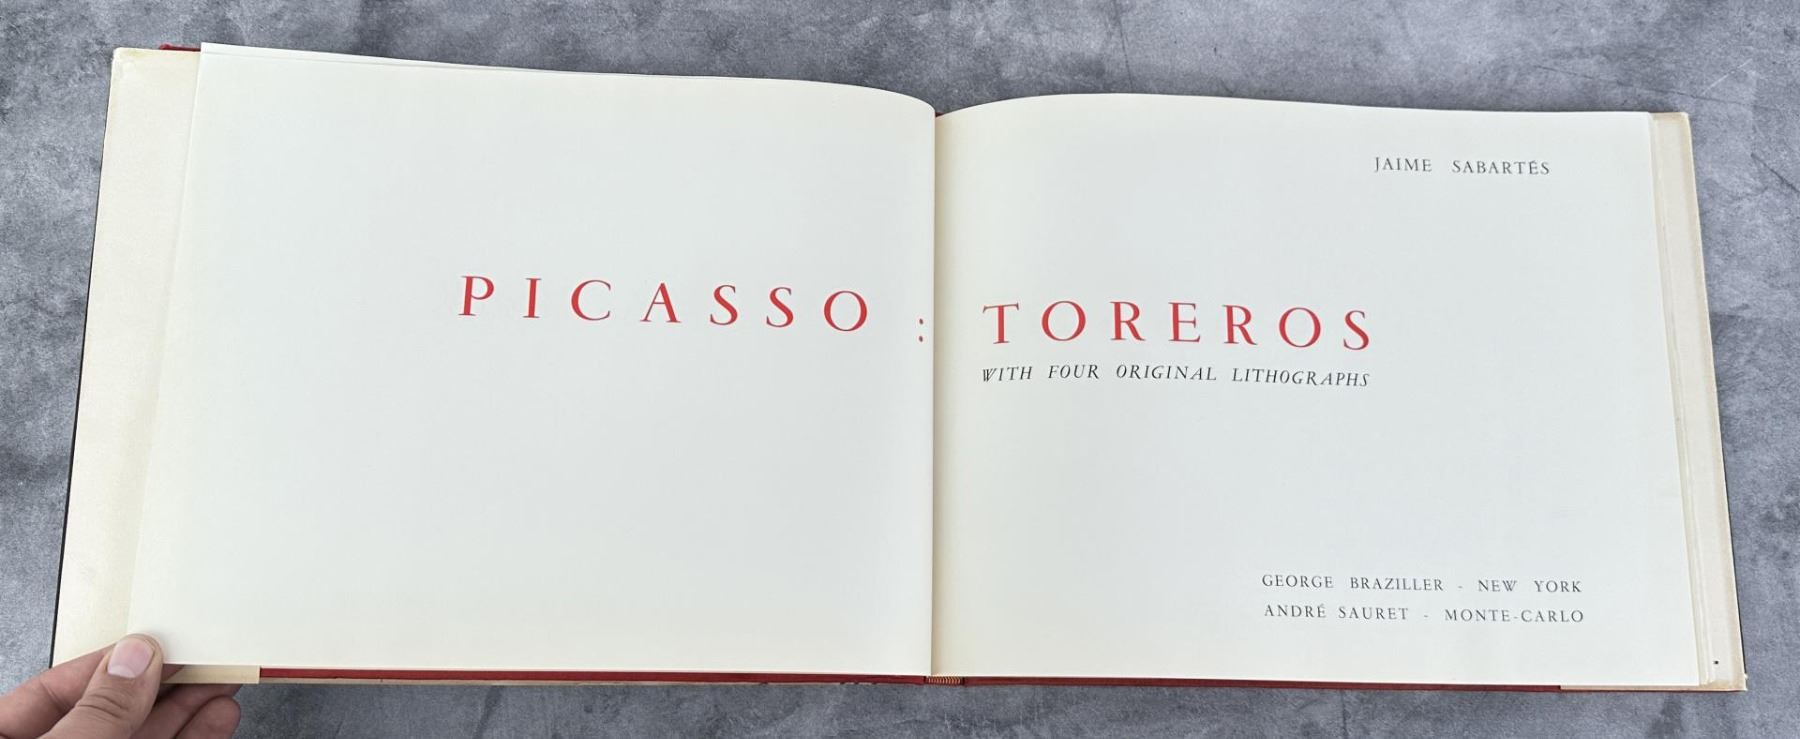 JAIME SABARTÉS
PICASSO : TOREROS
WITH FOUR ORIGINAL LITHOGRAPHS
GEORGE BRAZILLER - NEW YORK
ANDRÉ SAURET - MONTE-CARLO